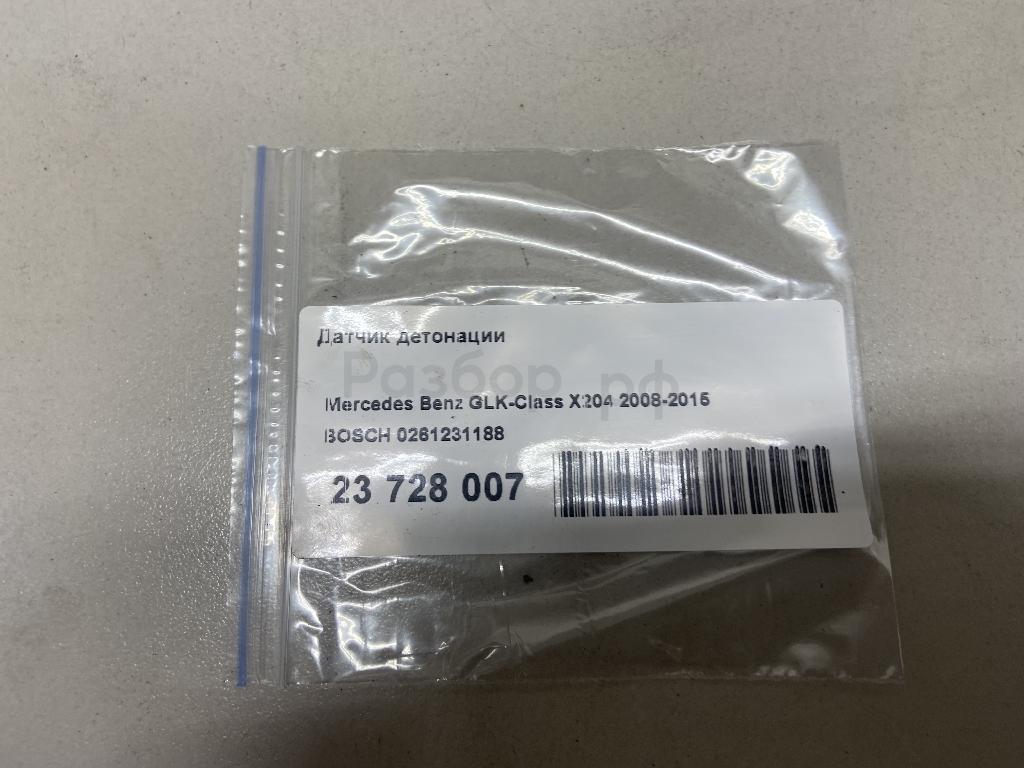 Датчик детонации
Разбор.рф
Mercedes Benz GLK-Class X204 2008-2015
BOSCH 0261231188
23 728 007